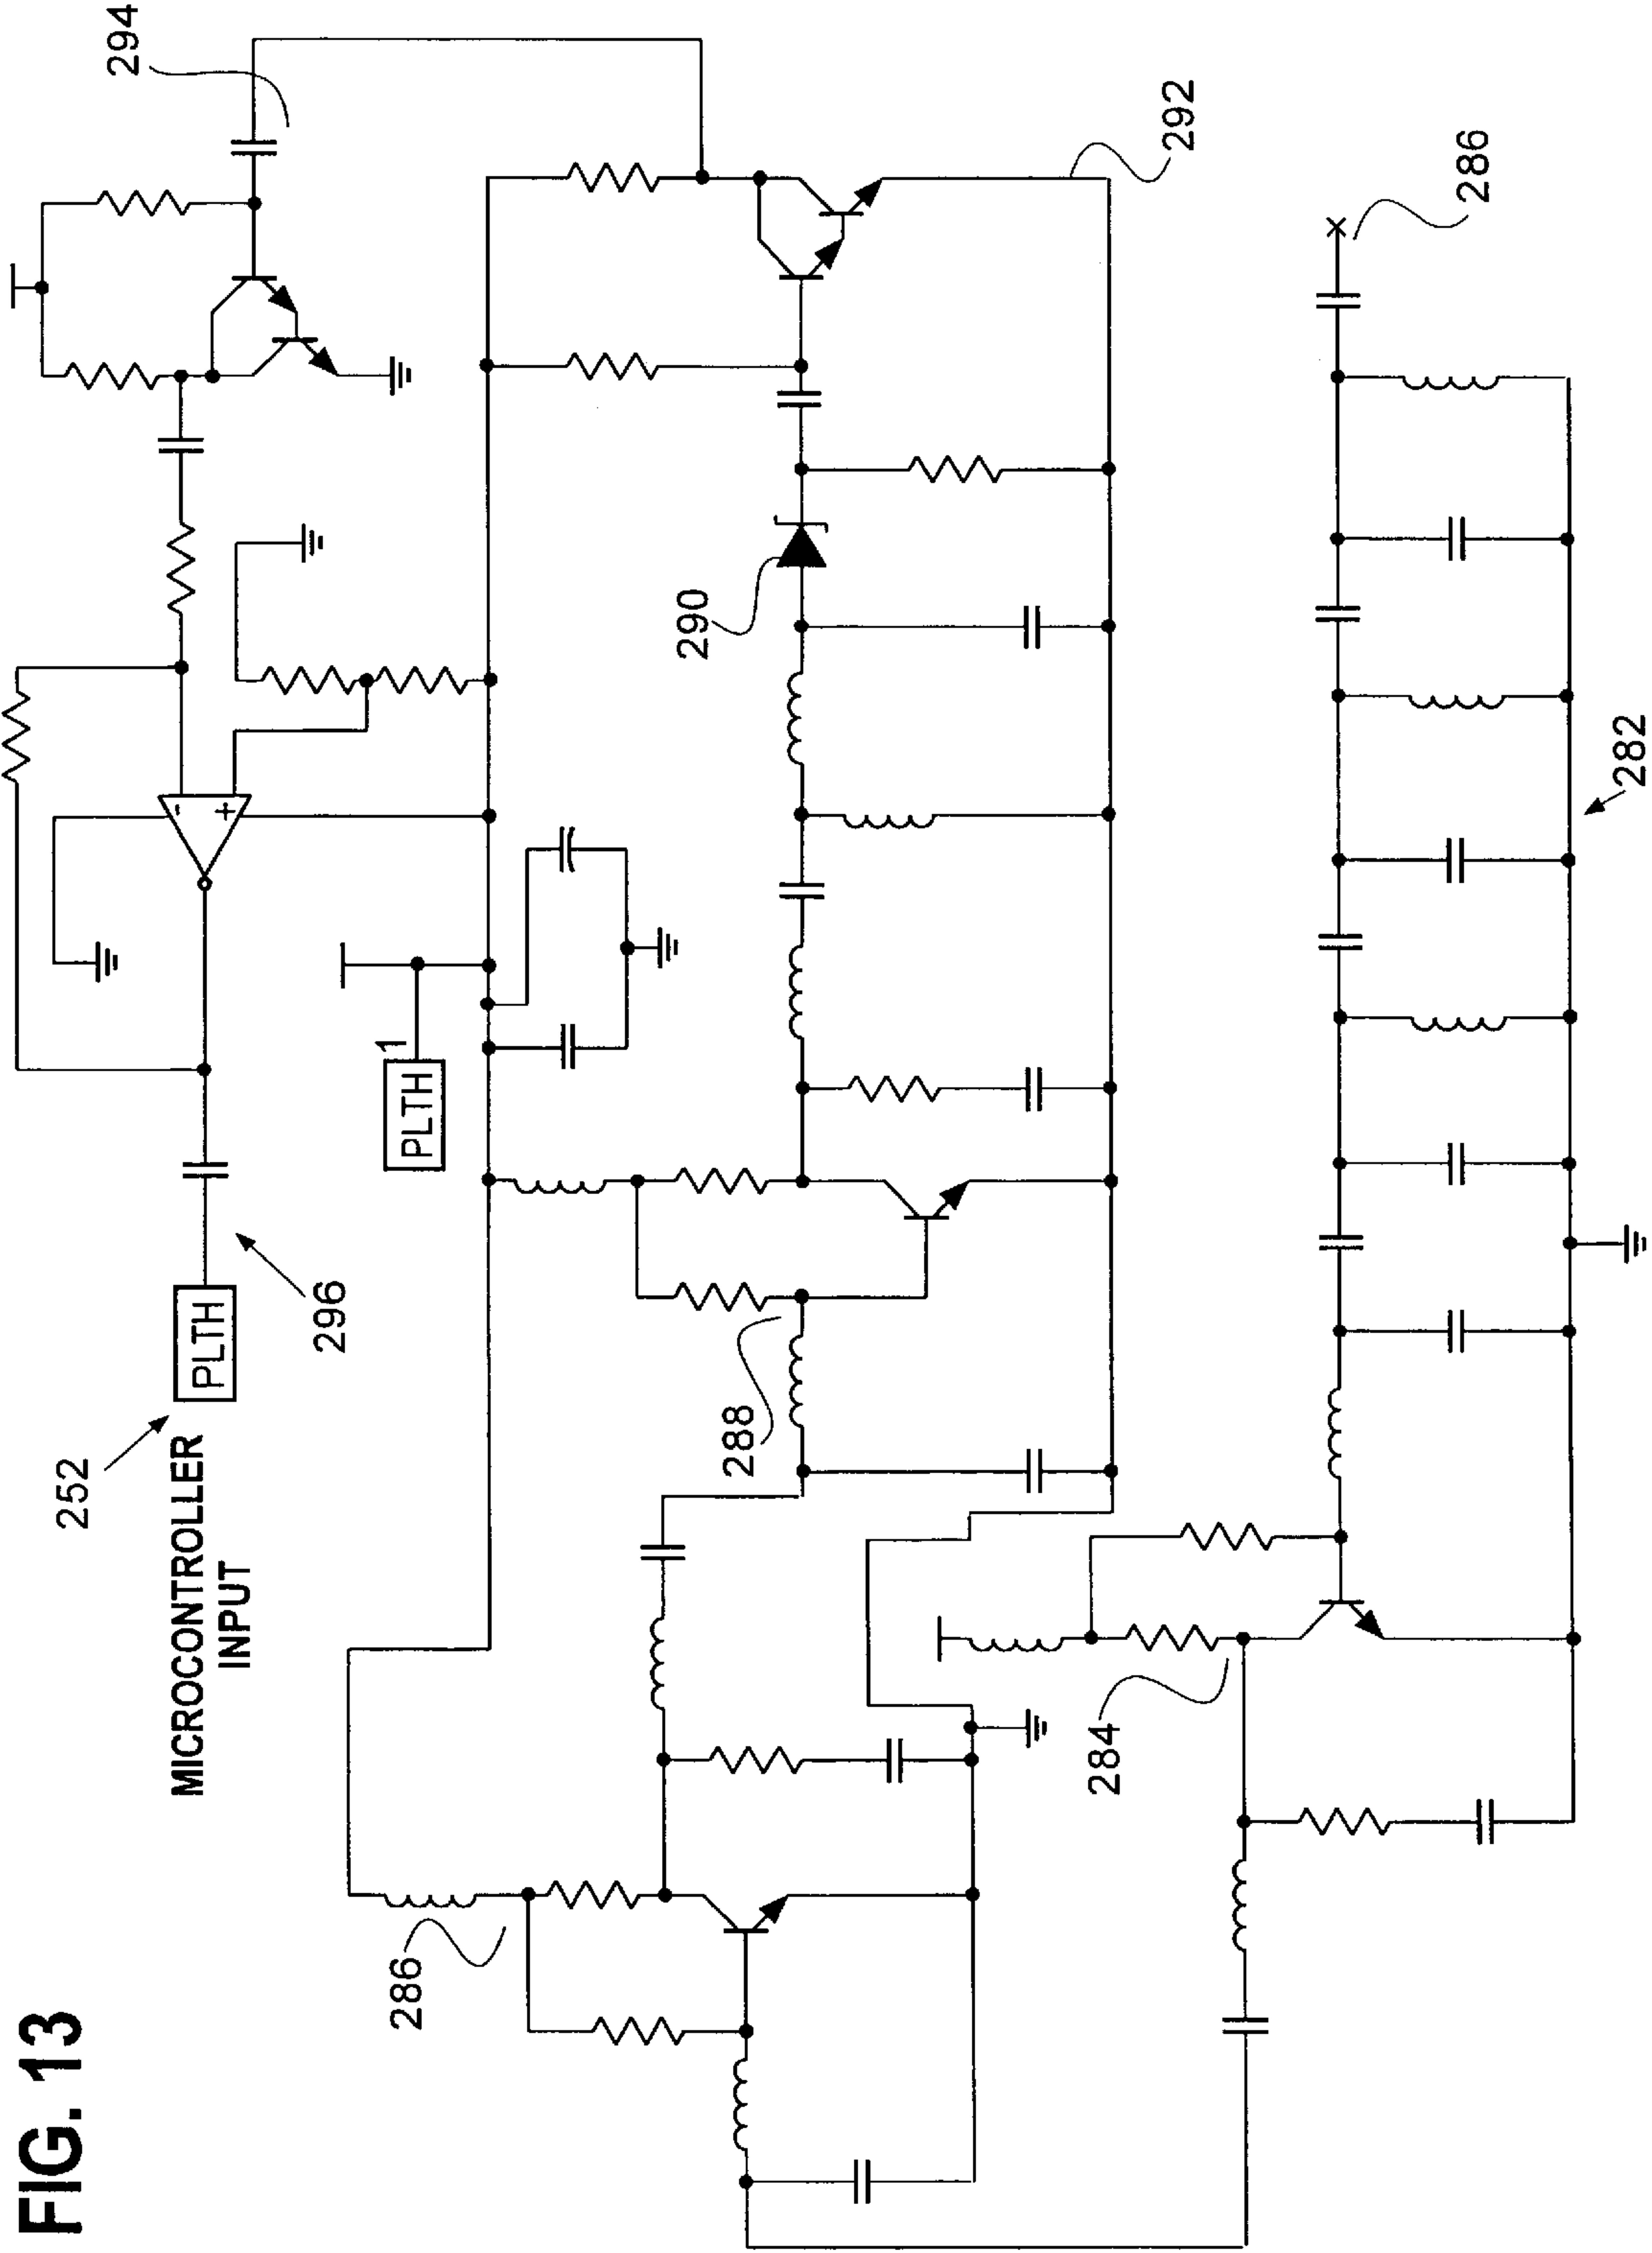 FIG. 13
252
MICROCONTROLLER
INPUT
PLTH
296
-
+
294
PLTH
1
286
288
290
292
284
282
286